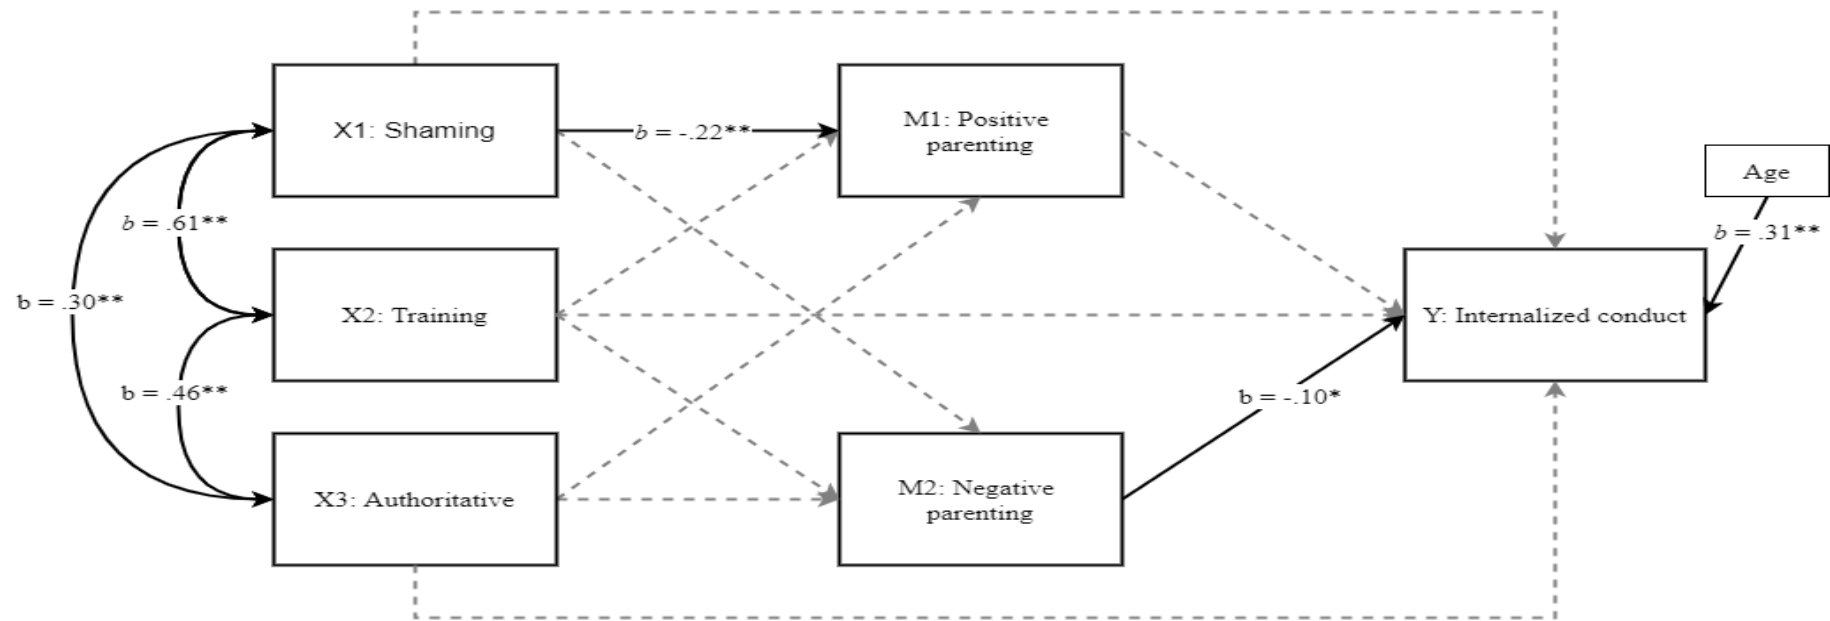 X1: Shaming
b = -.22**
M1: Positive
parenting
Age
b = .61**
b = .31**
b = .30**
X2: Training
Y: Internalized conduct
b = .46**
b = -.10*
X3: Authoritative
M2: Negative
parenting